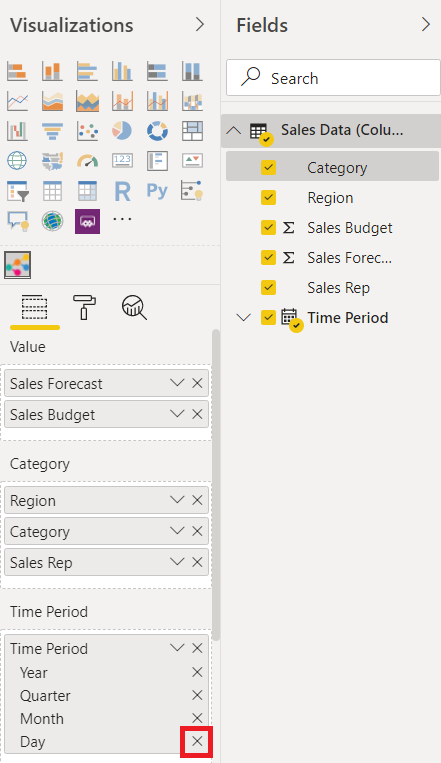 Visualizations
Fields
Search
Sales Data (Colu...
Category
Region
Σ Sales Budget
Σ Sales Forec...
Sales Rep
Time Period
123
R
Py
...
Value
Sales Forecast
Sales Budget
Category
Region
Category
Sales Rep
Time Period
Time Period
Year
Quarter
Month
Day